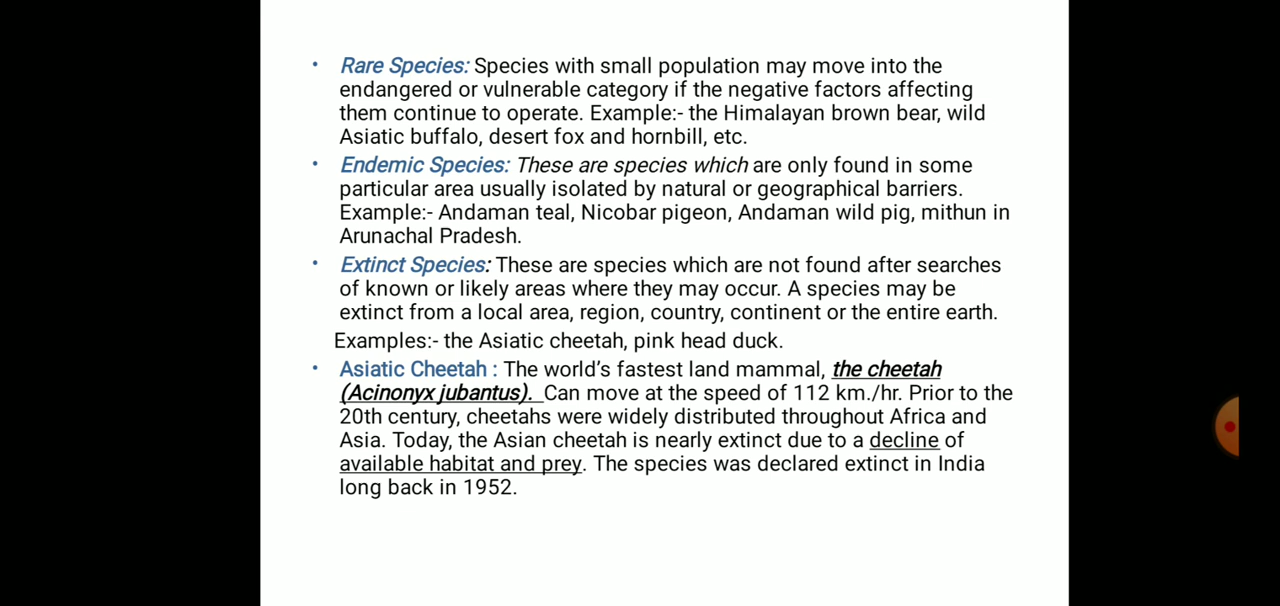 • Rare Species: Species with small population may move into the
endangered or vulnerable category if the negative factors affecting
them continue to operate. Example:- the Himalayan brown bear, wild
Asiatic buffalo, desert fox and hornbill, etc.
• Endemic Species: These are species which are only found in some
particular area usually isolated by natural or geographical barriers.
Example:- Andaman teal, Nicobar pigeon, Andaman wild pig, mithun in
Arunachal Pradesh.
• Extinct Species: These are species which are not found after searches
of known or likely areas where they may occur. A species may be
extinct from a local area, region, country, continent or the entire earth.
Examples:- the Asiatic cheetah, pink head duck.
• Asiatic Cheetah : The world’s fastest land mammal, the cheetah
(Acinonyx jubantus). Can move at the speed of 112 km./hr. Prior to the
20th century, cheetahs were widely distributed throughout Africa and
Asia. Today, the Asian cheetah is nearly extinct due to a decline of
available habitat and prey. The species was declared extinct in India
long back in 1952.